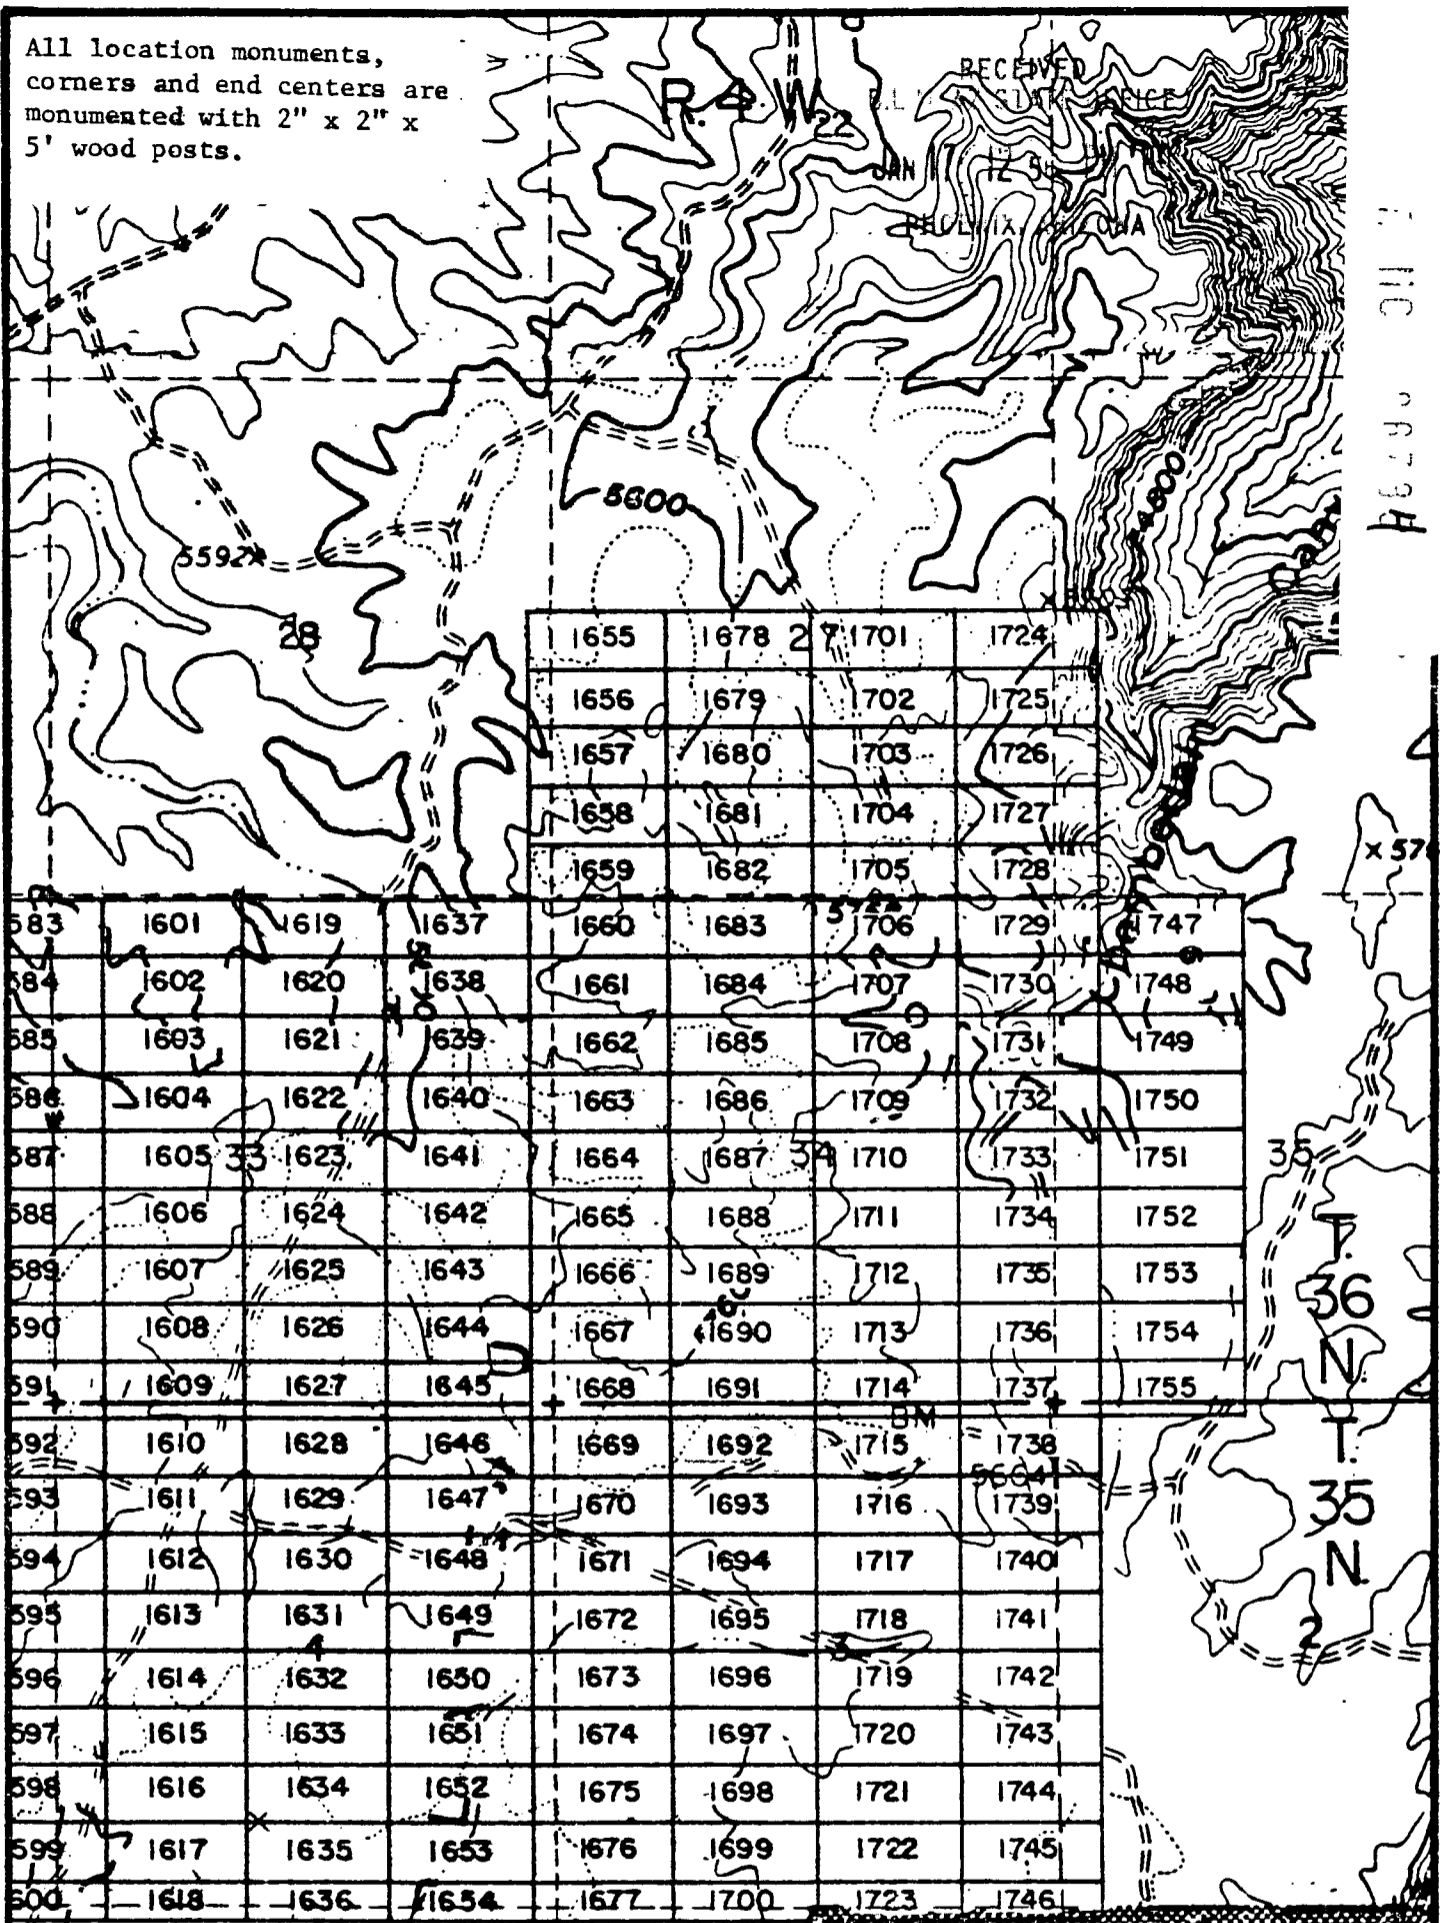 All location monuments,
corners and end centers are
monumented with 2" x 2" x
5' wood posts.
RECEIVED
R. 4 W
22
PHOENIX, ARIZONA
5600
4800
5592x
28
1655 1678 27 1701 1724
1656 1679 1702 1725
1657 1680 1703 1726
1658 1681 1704 1727
x 576
1659 1682 1705 1728
583 1601 1619 1637 1660 1683 1706 1729 1747
584 1602 1620 1638 1661 1684 1707 1730 1748
585 1603 1621 1639 1662 1685 1708 1731 1749
586 1604 1622 1640 1663 1686 1709 1732 1750
587 1605 33 1623 1641 1664 1687 34 1710 1733 1751 35
588 1606 1624 1642 1665 1688 1711 1734 1752
589 1607 1625 1643 1666 1689 1712 1735 1753
590 1608 1626 1644 1667 1690 1713 1736 1754
591 1609 1627 1645 1668 1691 1714 1737 1755
T.
36
N.
BM
592 1610 1628 1646 1669 1692 1715 1738
5604
593 1611 1629 1647 1670 1693 1716 1739
T.
35
N.
594 1612 1630 1648 1671 1694 1717 1740
595 1613 1631 1649 1672 1695 1718 1741
4 3 2
596 1614 1632 1650 1673 1696 1719 1742
597 1615 1633 1651 1674 1697 1720 1743
598 1616 1634 1652 1675 1698 1721 1744
599 1617 1635 1653 1676 1699 1722 1745
600 1618 1636 1654 1677 1700 1723 1746